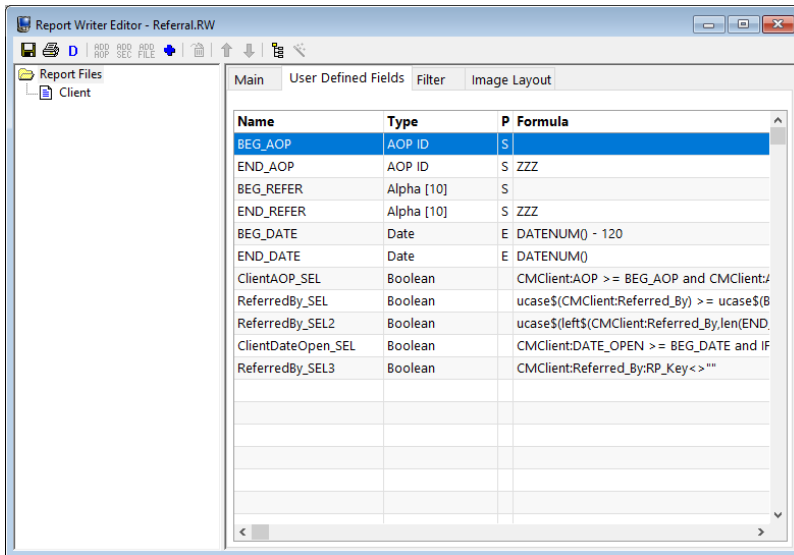 Report Writer Editor - Referral.RW
D ADD AOP ADD SEC ADD FILE
Report Files
Client
Main User Defined Fields Filter Image Layout
Name Type P Formula
BEG_AOP AOP ID S
END_AOP AOP ID S ZZZ
BEG_REFER Alpha [10] S
END_REFER Alpha [10] S ZZZ
BEG_DATE Date E DATENUM() - 120
END_DATE Date E DATENUM()
ClientAOP_SEL Boolean CMClient:AOP >= BEG_AOP and CMClient:A
ReferredBy_SEL Boolean ucase$(CMClient:Referred_By) >= ucase$(B
ReferredBy_SEL2 Boolean ucase$(left$(CMClient:Referred_By,len(END_
ClientDateOpen_SEL Boolean CMClient:DATE_OPEN >= BEG_DATE and IF
ReferredBy_SEL3 Boolean CMClient:Referred_By:RP_Key<>""